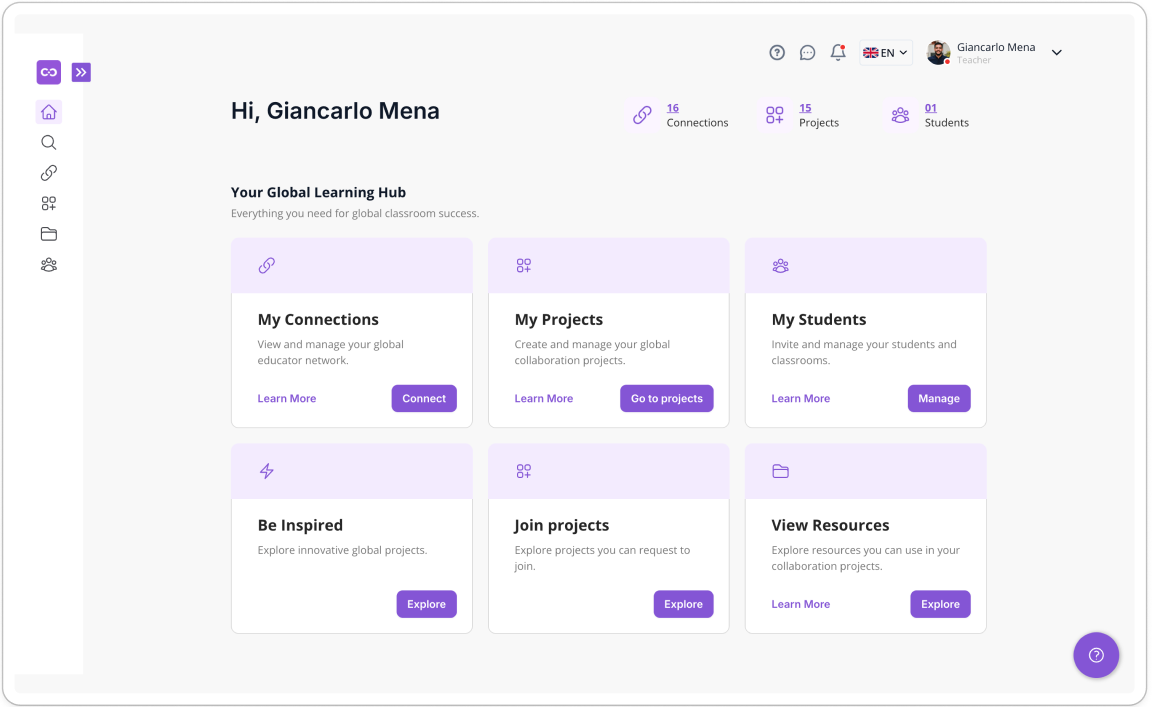 EN
Giancarlo Mena
Teacher
Hi, Giancarlo Mena
16
Connections
15
Projects
01
Students
Your Global Learning Hub
Everything you need for global classroom success.
My Connections
View and manage your global
educator network.
Learn More
Connect
My Projects
Create and manage your global
collaboration projects.
Learn More
Go to projects
My Students
Invite and manage your students and
classrooms.
Learn More
Manage
Be Inspired
Explore innovative global projects.
Explore
Join projects
Explore projects you can request to
join.
Explore
View Resources
Explore resources you can use in your
collaboration projects.
Learn More
Explore